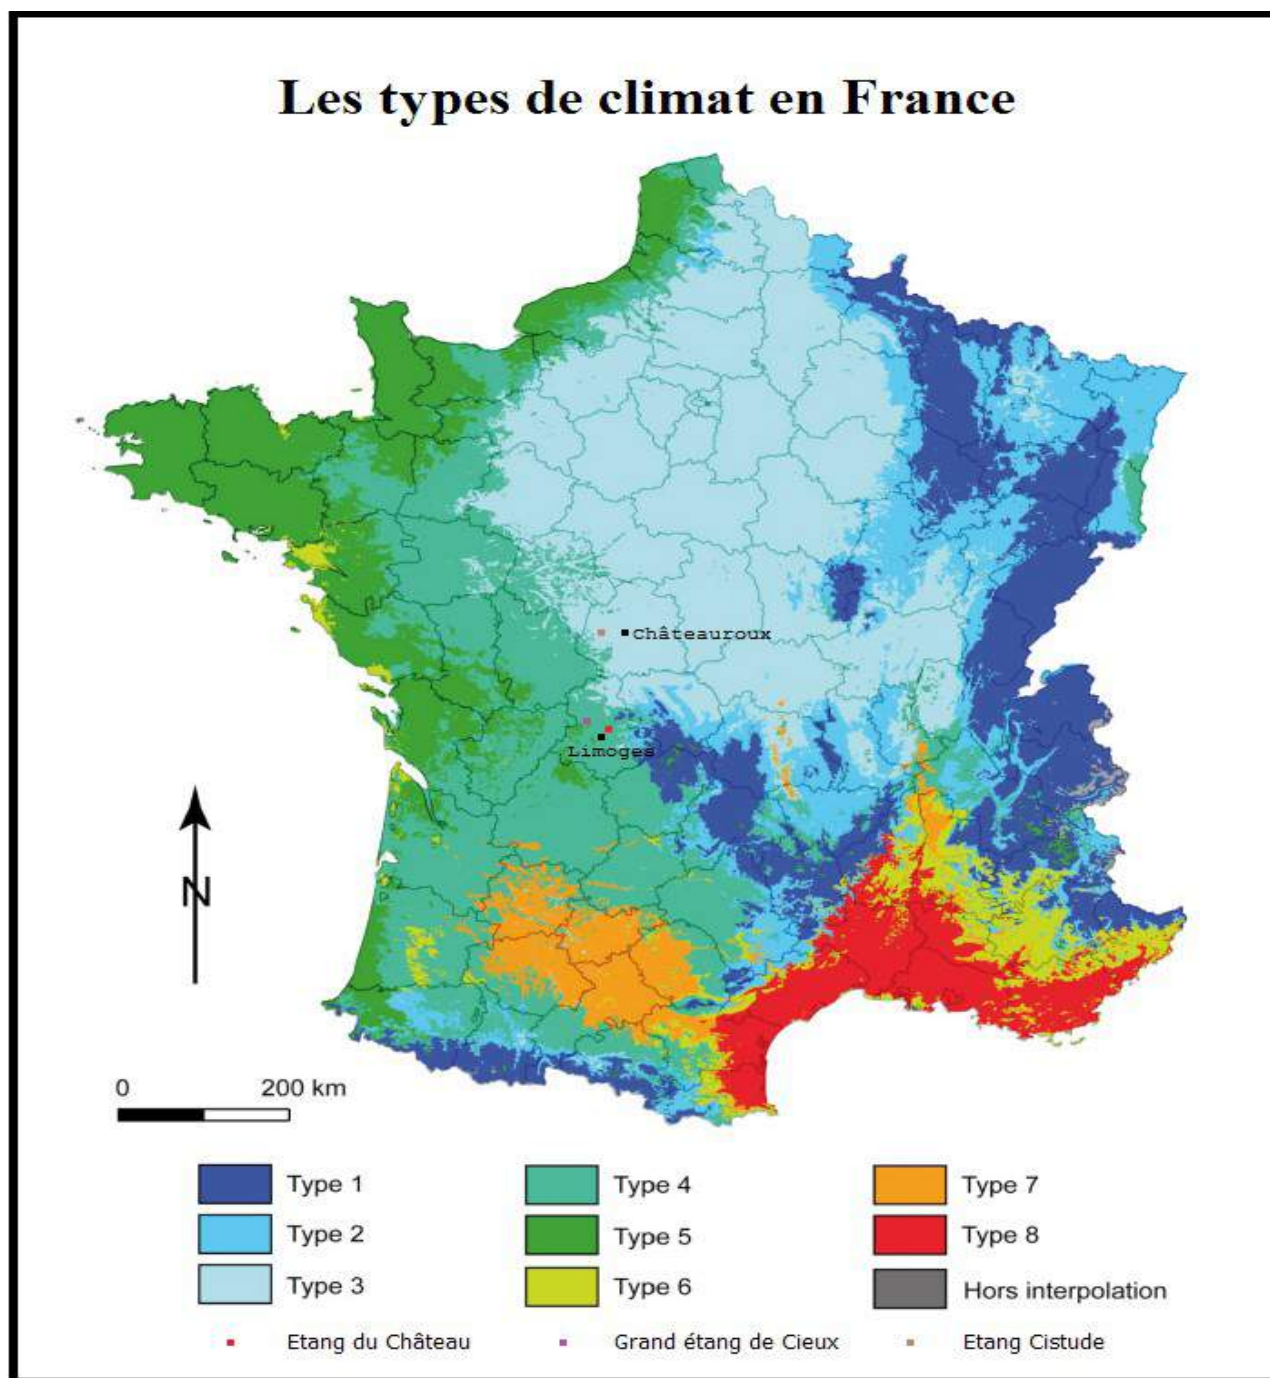 Les types de climat en France
Châteauroux
Limoges
N
0 200 km
Type 1 Type 4 Type 7
Type 2 Type 5 Type 8
Type 3 Type 6 Hors interpolation
Etang du Château Grand étang de Cieux Etang Cistude